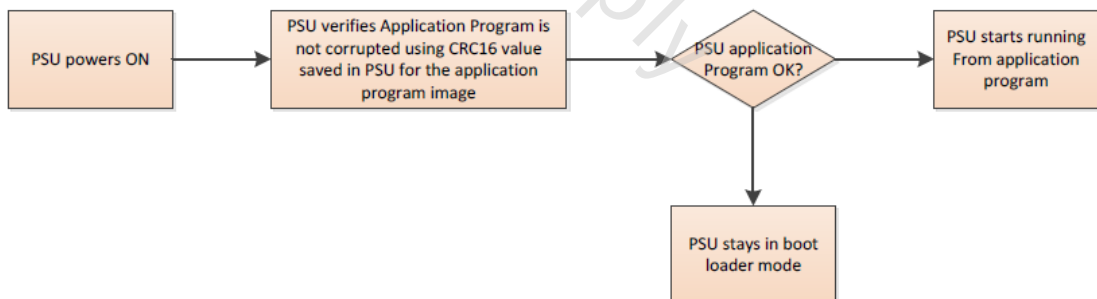 PSU powers ON
PSU verifies Application Program is
not corrupted using CRC16 value
saved in PSU for the application
program image
PSU application
Program OK?
PSU starts running
From application
program
PSU stays in boot
loader mode